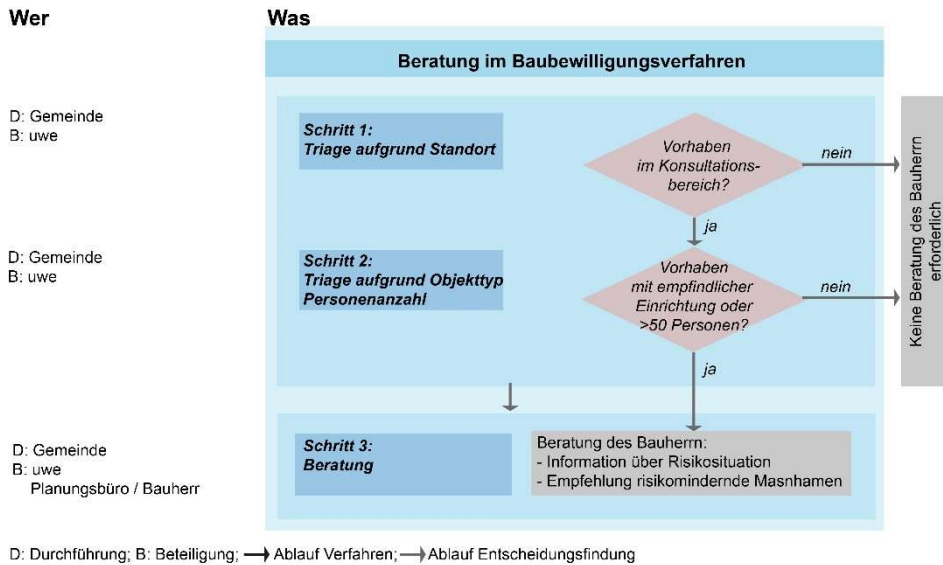 Wer
Was
Beratung im Baubewilligungsverfahren
D: Gemeinde
B: uwe
Schritt 1:
Triage aufgrund Standort
Vorhaben
im Konsultations-
bereich?
nein
ja
D: Gemeinde
B: uwe
Schritt 2:
Triage aufgrund Objekttyp
Personenanzahl
Vorhaben
mit empfindlicher
Einrichtung oder
>50 Personen?
nein
ja
Keine Beratung des Bauherrn
erforderlich
D: Gemeinde
B: uwe
Planungsbüro / Bauherr
Schritt 3:
Beratung
Beratung des Bauherrn:
- Information über Risikosituation
- Empfehlung risikomindernde Masnhamen
D: Durchführung; B: Beteiligung; Ablauf Verfahren; Ablauf Entscheidungsfindung